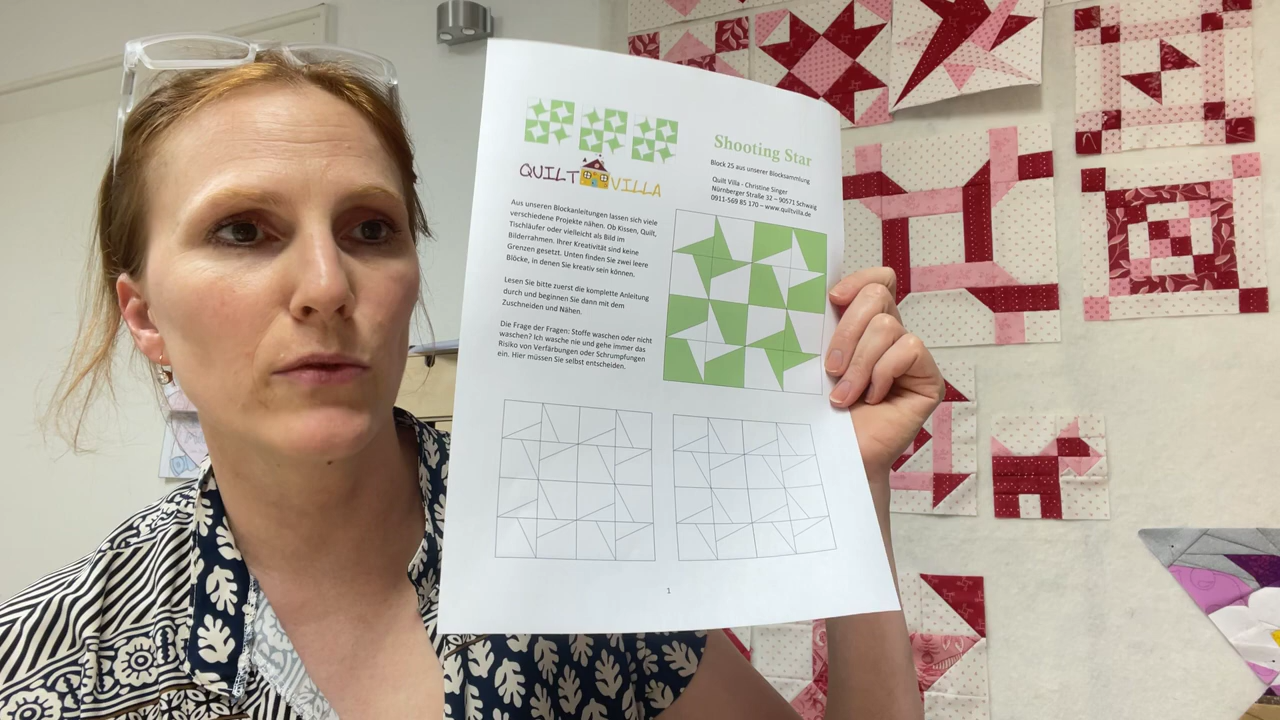 Shooting Star
Block 25 aus unserer Blocksammlung
Quilt Villa - Christine Singer
Nürnberger Straße 32 – 90571 Schwaig
0911-569 85 170 – www.quiltvilla.de
QUILT VILLA
Aus unseren Blockanleitungen lassen sich viele
verschiedene Projekte nähen. Ob Kissen, Quilt,
Tischläufer oder vielleicht als Bild im
Bilderrahmen. Ihrer Kreativität sind keine
Grenzen gesetzt. Unten finden Sie zwei leere
Blöcke, in denen Sie kreativ sein können.
Lesen Sie bitte zuerst die komplette Anleitung
durch und beginnen Sie dann mit dem
Zuschneiden und Nähen.
Die Frage der Fragen: Stoffe waschen oder nicht
waschen? Ich wasche nie und gehe immer das
Risiko von Verfärbungen oder Schrumpfungen
ein. Hier müssen Sie selbst entscheiden.
1